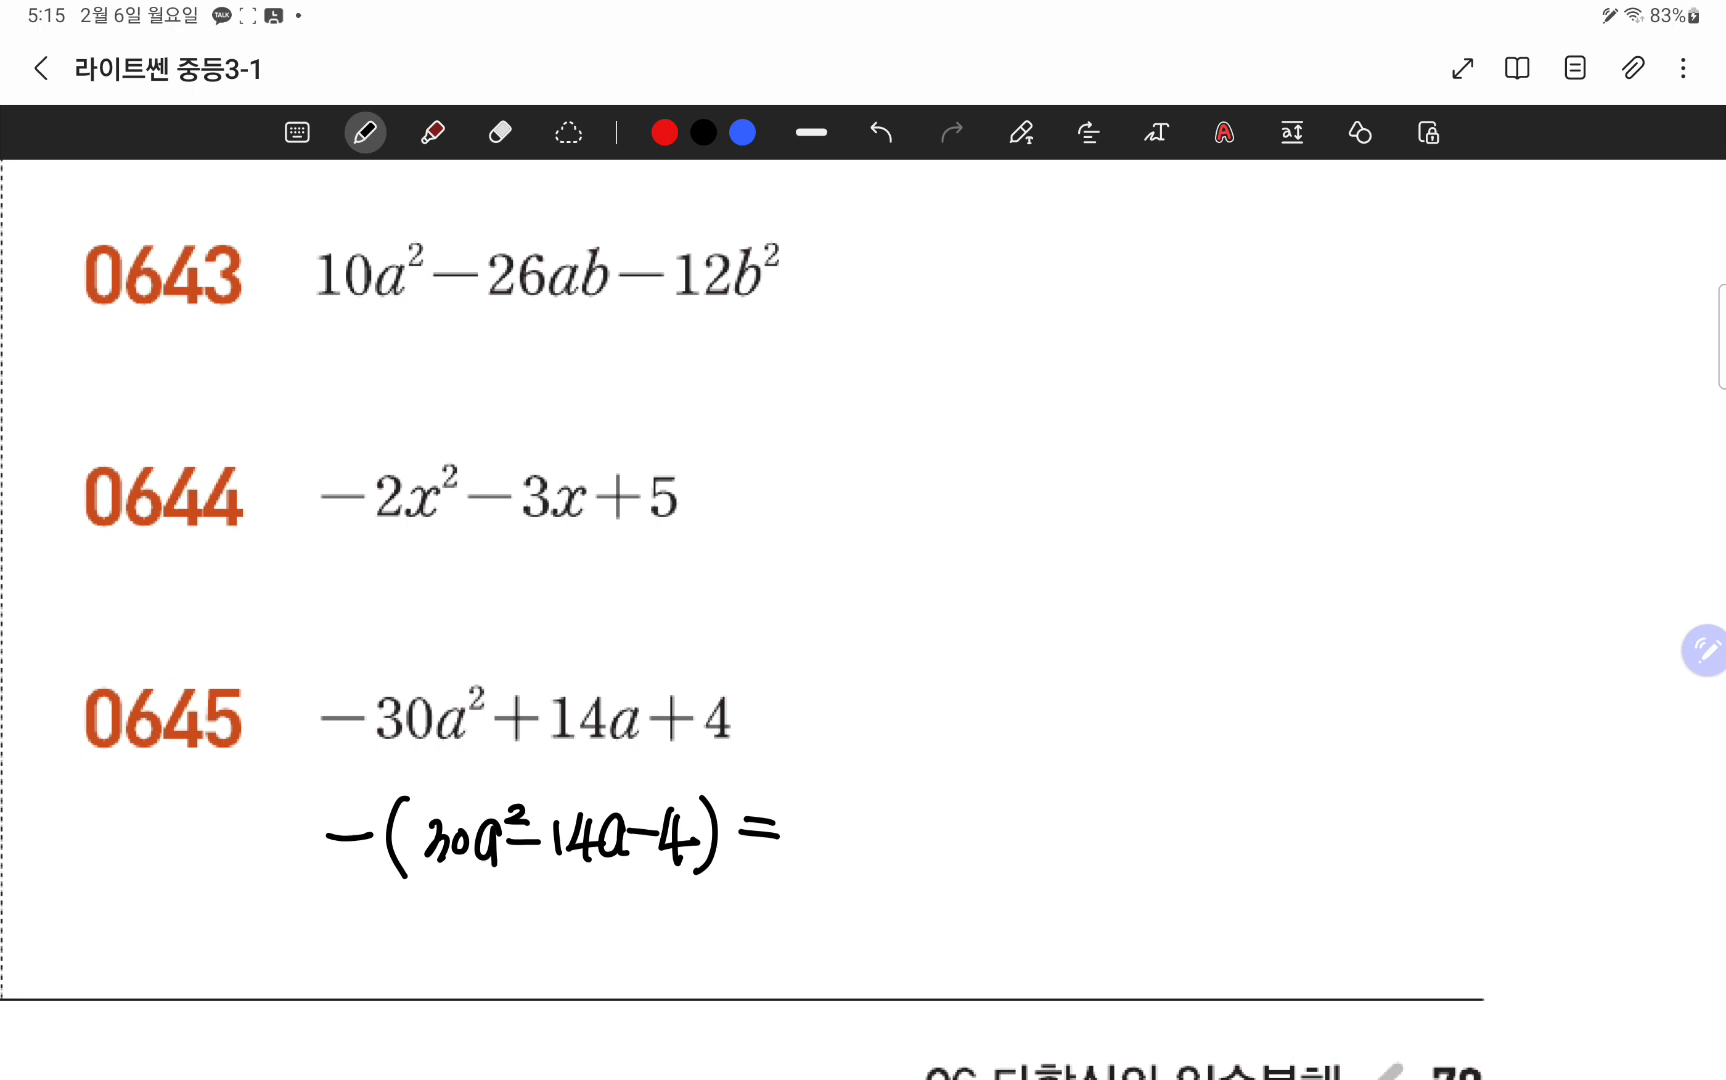 5:15 2월 6일 월요일 TALK 83%
라이트쎈 중등3-1
0643 10a² − 26ab − 12b²
0644 −2x² − 3x + 5
0645 −30a² + 14a + 4
−(30a² − 14a − 4) =